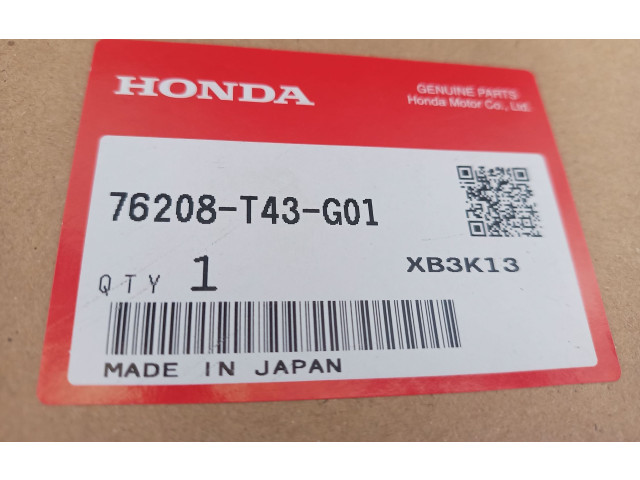 HONDA
GENUINE PARTS
Honda Motor Co., Ltd.
76208-T43-G01
QTY 1
XB3K13
MADE IN JAPAN